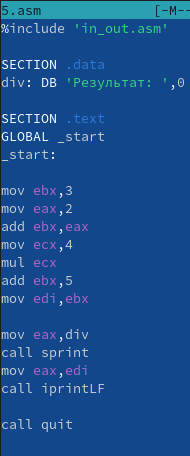 5.asm [-M--
%include 'in_out.asm'
SECTION .data
div: DB 'Результат: ',0
SECTION .text
GLOBAL _start
_start:
mov ebx,3
mov eax,2
add ebx,eax
mov ecx,4
mul ecx
add ebx,5
mov edi,ebx
mov eax,div
call sprint
mov eax,edi
call iprintLF
call quit